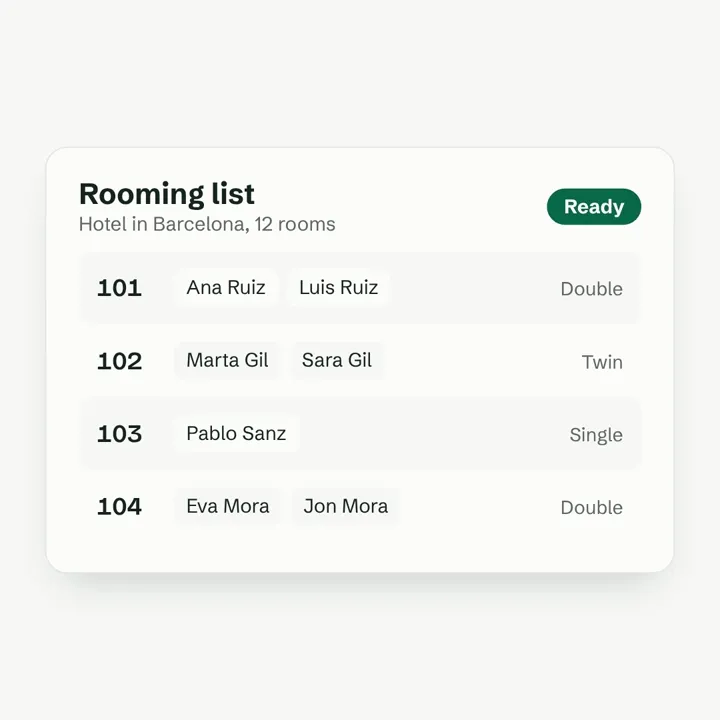 Rooming list
Hotel in Barcelona, 12 rooms
Ready
101 Ana Ruiz Luis Ruiz Double
102 Marta Gil Sara Gil Twin
103 Pablo Sanz Single
104 Eva Mora Jon Mora Double